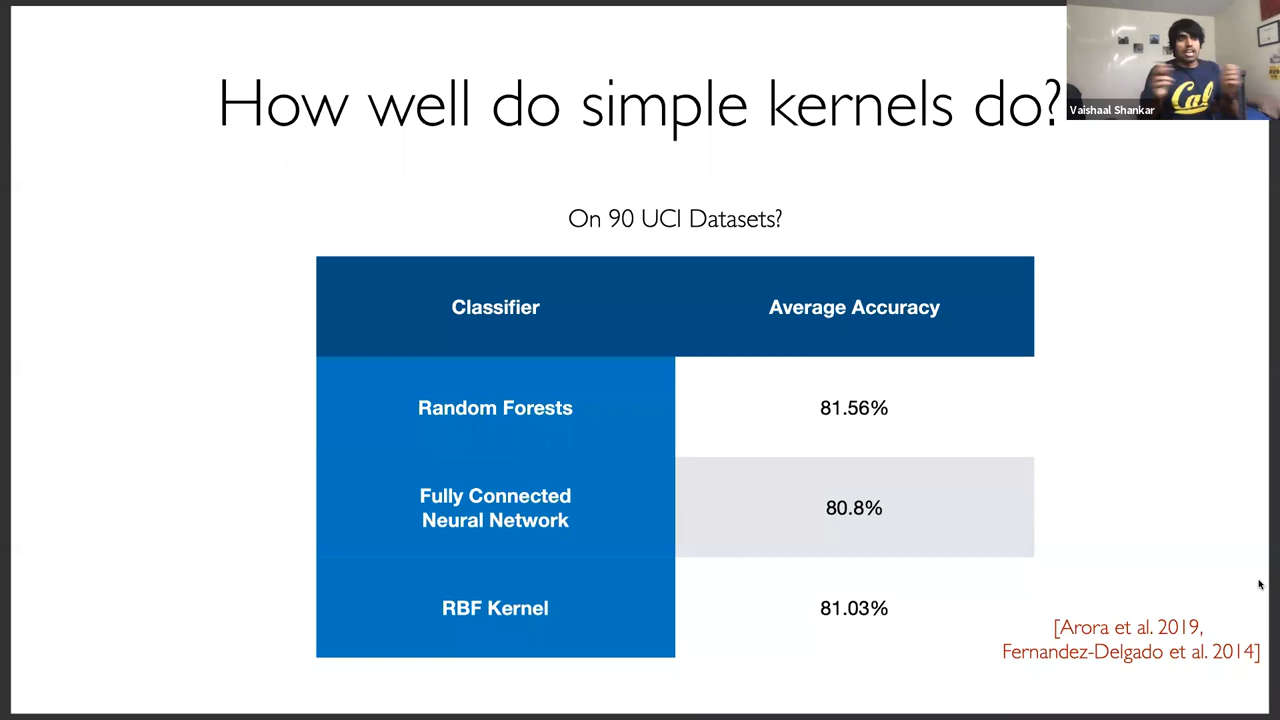 How well do simple kernels do?
Vaishaal Shankar
Cal
On 90 UCI Datasets?
Classifier Average Accuracy
Random Forests 81.56%
Fully Connected
Neural Network 80.8%
RBF Kernel 81.03%
[Arora et al. 2019,
Fernandez-Delgado et al. 2014]